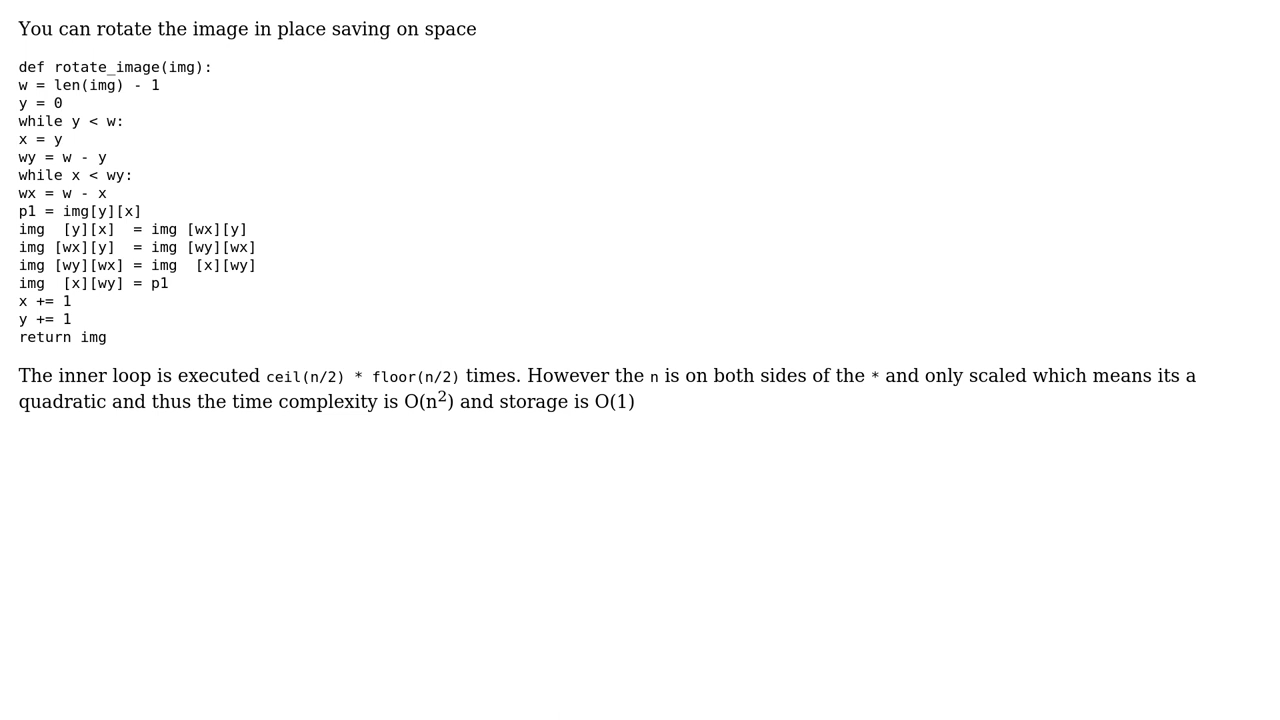 You can rotate the image in place saving on space
def rotate_image(img):
w = len(img) - 1
y = 0
while y < w:
x = y
wy = w - y
while x < wy:
wx = w - x
p1 = img[y][x]
img  [y][x]  = img [wx][y]
img [wx][y]  = img [wy][wx]
img [wy][wx] = img  [x][wy]
img  [x][wy] = p1
x += 1
y += 1
return img
The inner loop is executed ceil(n/2) * floor(n/2) times. However the n is on both sides of the * and only scaled which means its a
quadratic and thus the time complexity is O(n²) and storage is O(1)